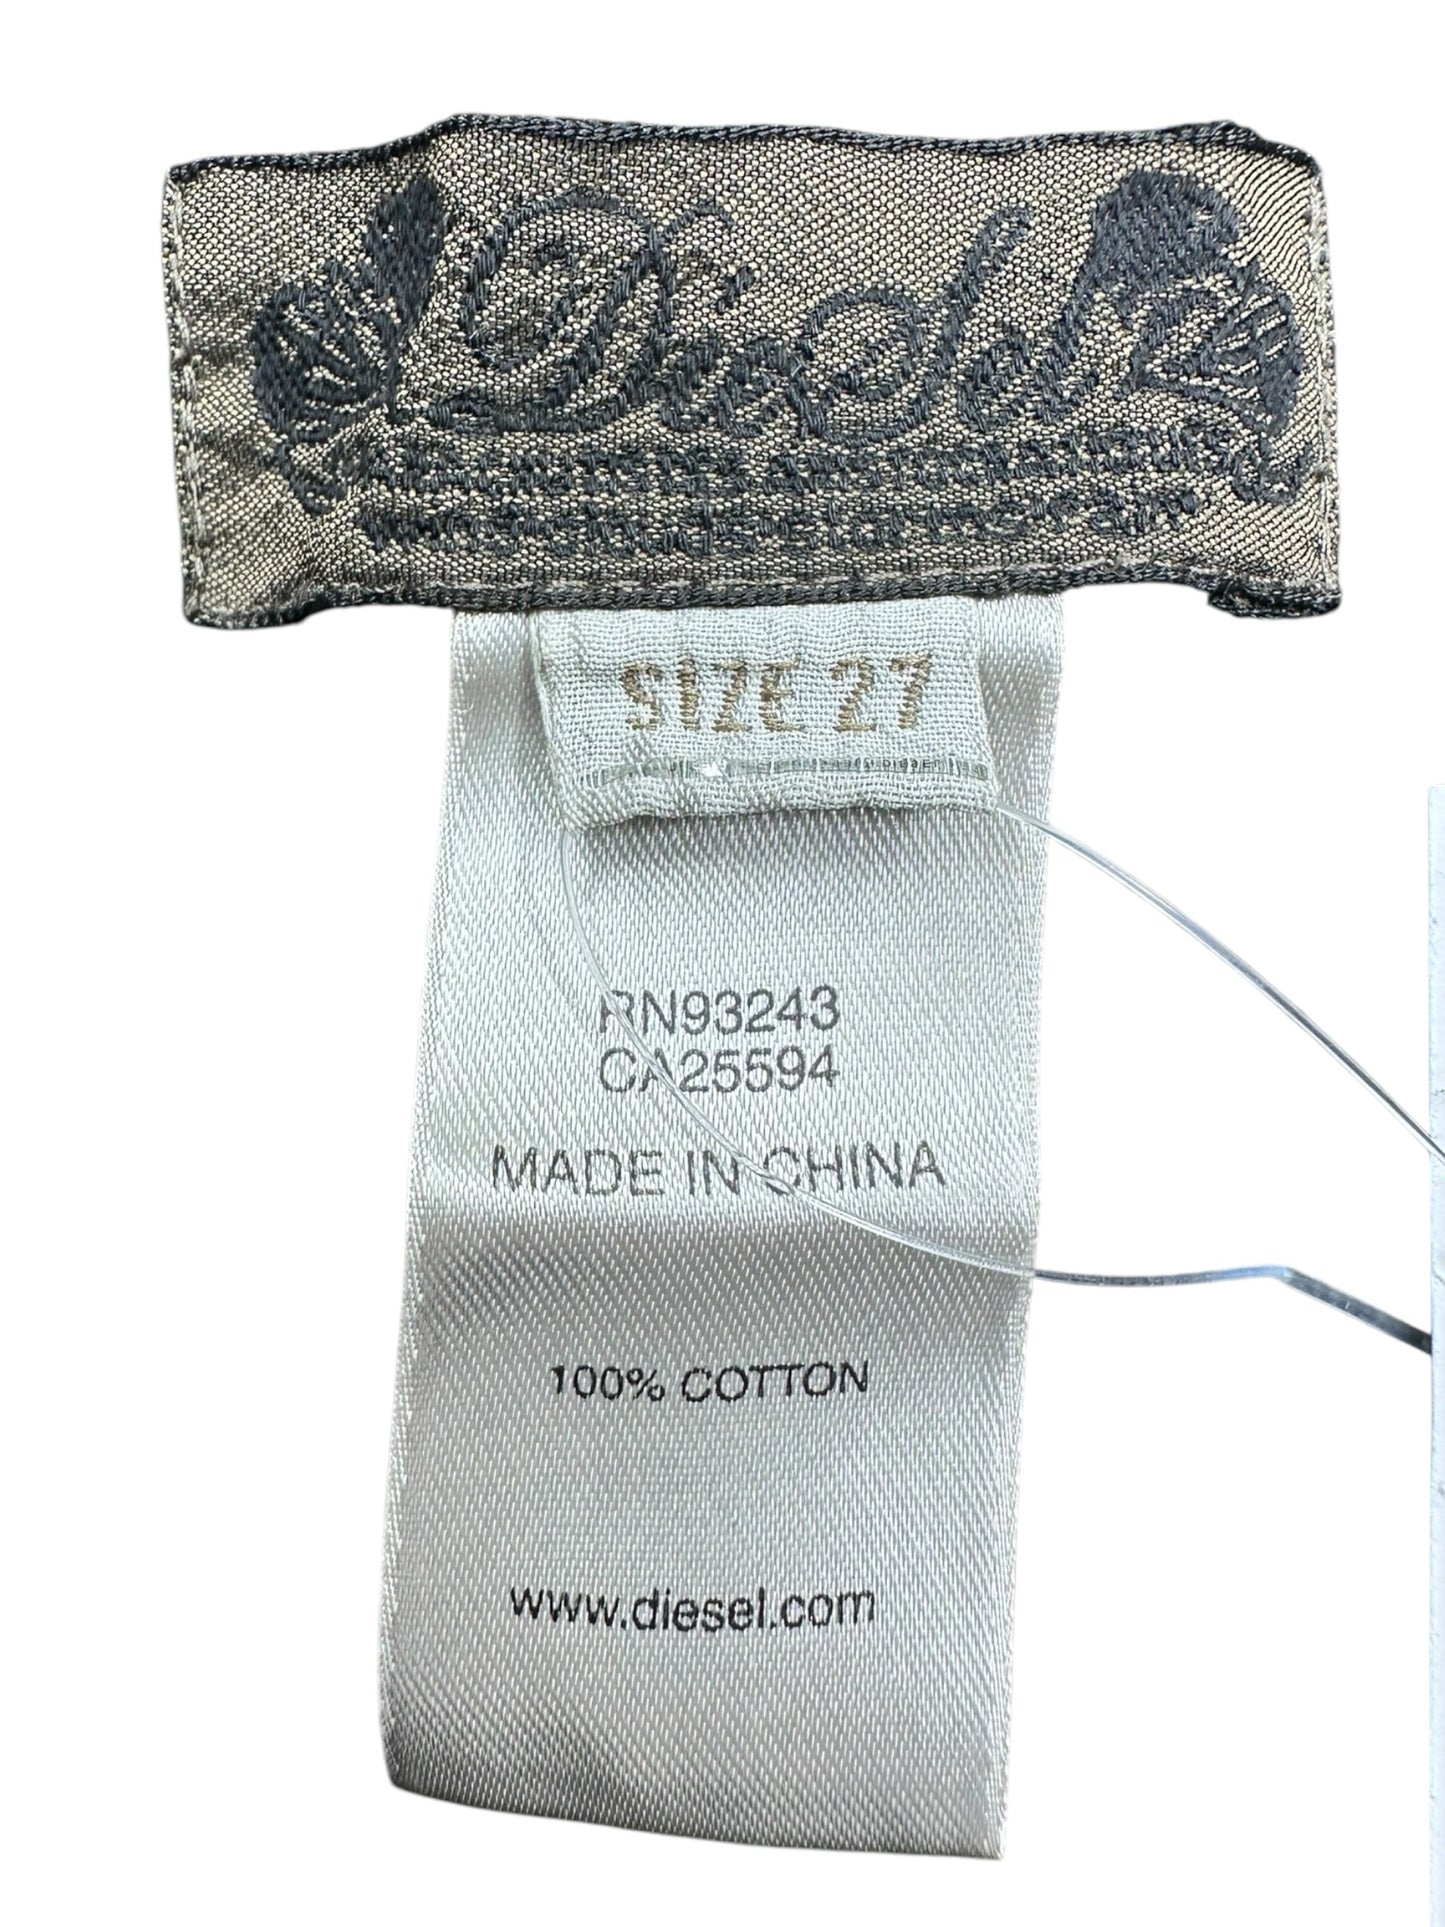 Diesel
SIZE 27
RN93243
CA25594
MADE IN CHINA
100% COTTON
www.diesel.com